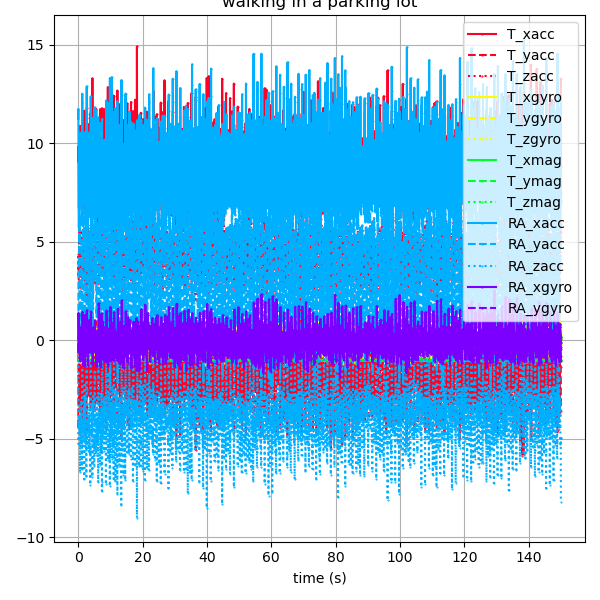 walking in a parking lot
15
10
5
0
−5
−10
0 20 40 60 80 100 120 140
time (s)
T_xacc
T_yacc
T_zacc
T_xgyro
T_ygyro
T_zgyro
T_xmag
T_ymag
T_zmag
RA_xacc
RA_yacc
RA_zacc
RA_xgyro
RA_ygyro